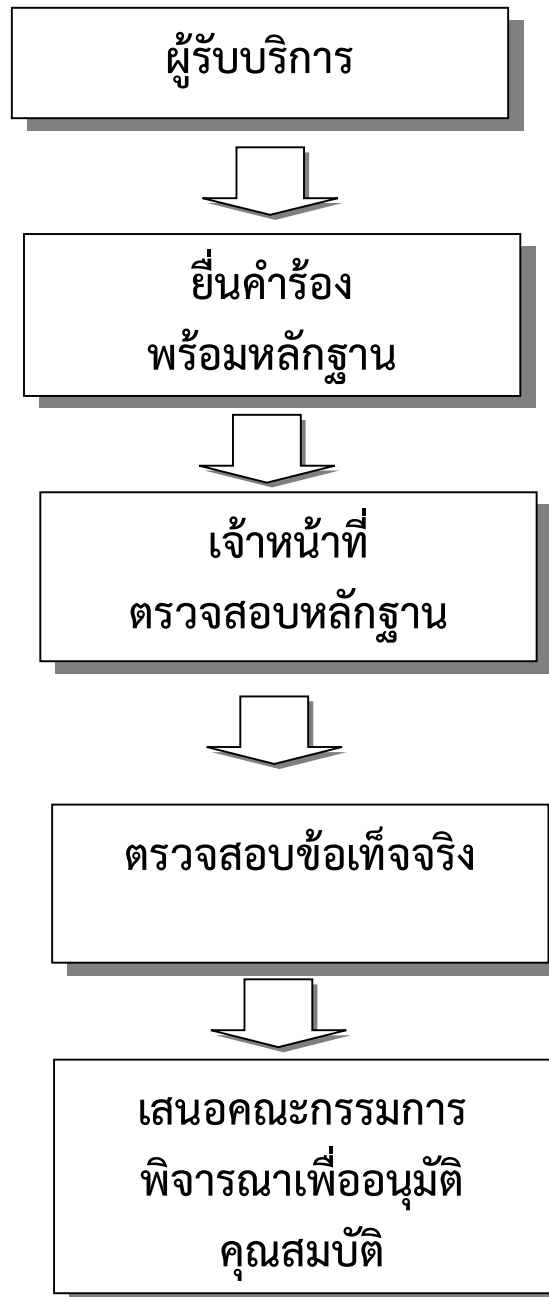 ผู้รับบริการ
ยื่นคำร้อง
พร้อมหลักฐาน
เจ้าหน้าที่
ตรวจสอบหลักฐาน
ตรวจสอบข้อเท็จจริง
เสนอคณะกรรมการ
พิจารณาเพื่ออนุมัติ
คุณสมบัติ